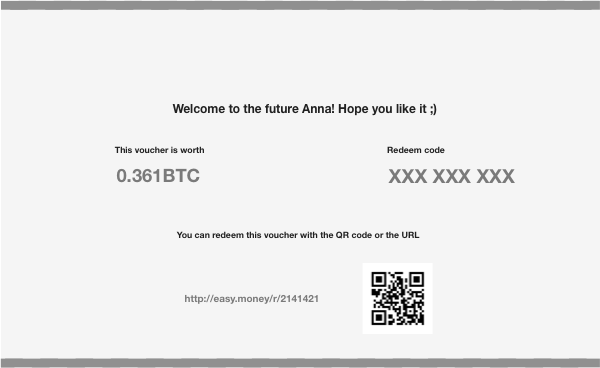 Welcome to the future Anna! Hope you like it ;)
This voucher is worth
Redeem code
0.361BTC
XXX XXX XXX
You can redeem this voucher with the QR code or the URL
http://easy.money/r/2141421